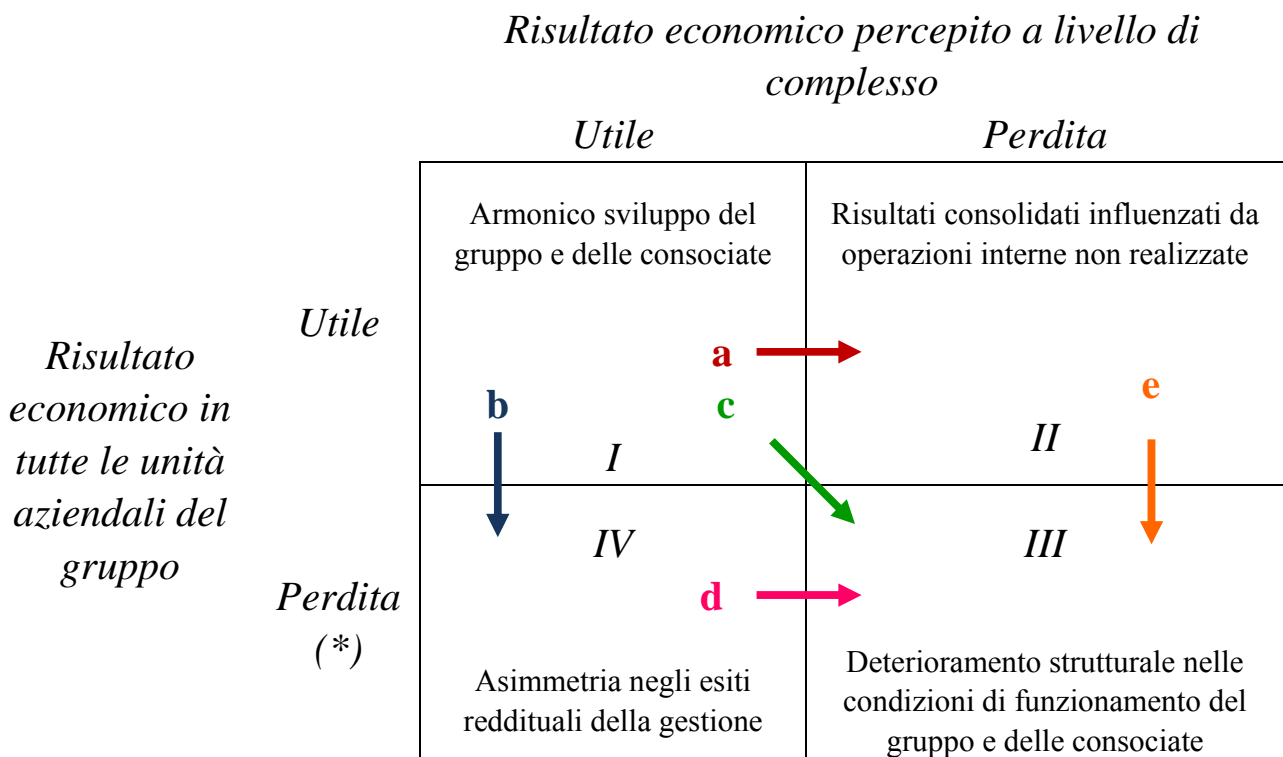 Risultato economico percepito a livello di
complesso
Utile
Perdita
Armonico sviluppo del
gruppo e delle consociate
Risultati consolidati influenzati da
operazioni interne non realizzate
Risultato
economico in
tutte le unità
aziendali del
gruppo
Utile
a
b
c
e
I
II
IV
III
Perdita
(*)
d
Asimmetria negli esiti
reddituali della gestione
Deterioramento strutturale nelle
condizioni di funzionamento del
gruppo e delle consociate